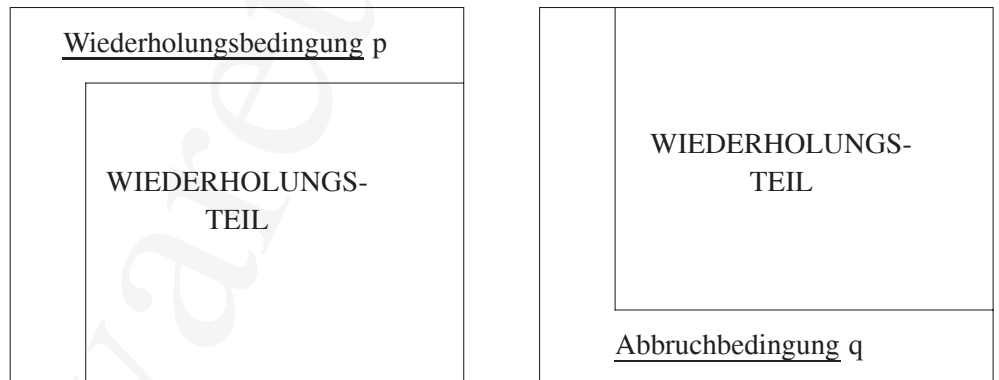 Wiederholungsbedingung p
WIEDERHOLUNGS-
TEIL
WIEDERHOLUNGS-
TEIL
Abbruchbedingung q